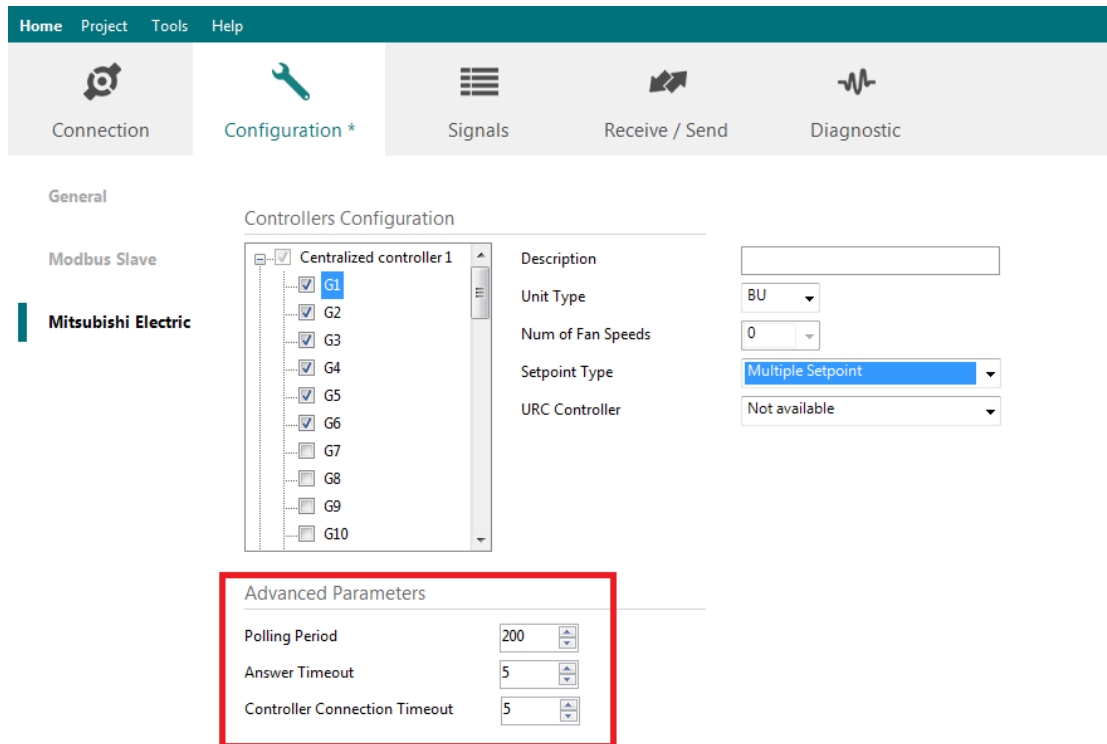 Home Project Tools Help
Connection
Configuration *
Signals
Receive / Send
Diagnostic
General
Modbus Slave
Mitsubishi Electric
Controllers Configuration
Centralized controller 1
G1
G2
G3
G4
G5
G6
G7
G8
G9
G10
Description
Unit Type BU
Num of Fan Speeds 0
Setpoint Type Multiple Setpoint
URC Controller Not available
Advanced Parameters
Polling Period 200
Answer Timeout 5
Controller Connection Timeout 5